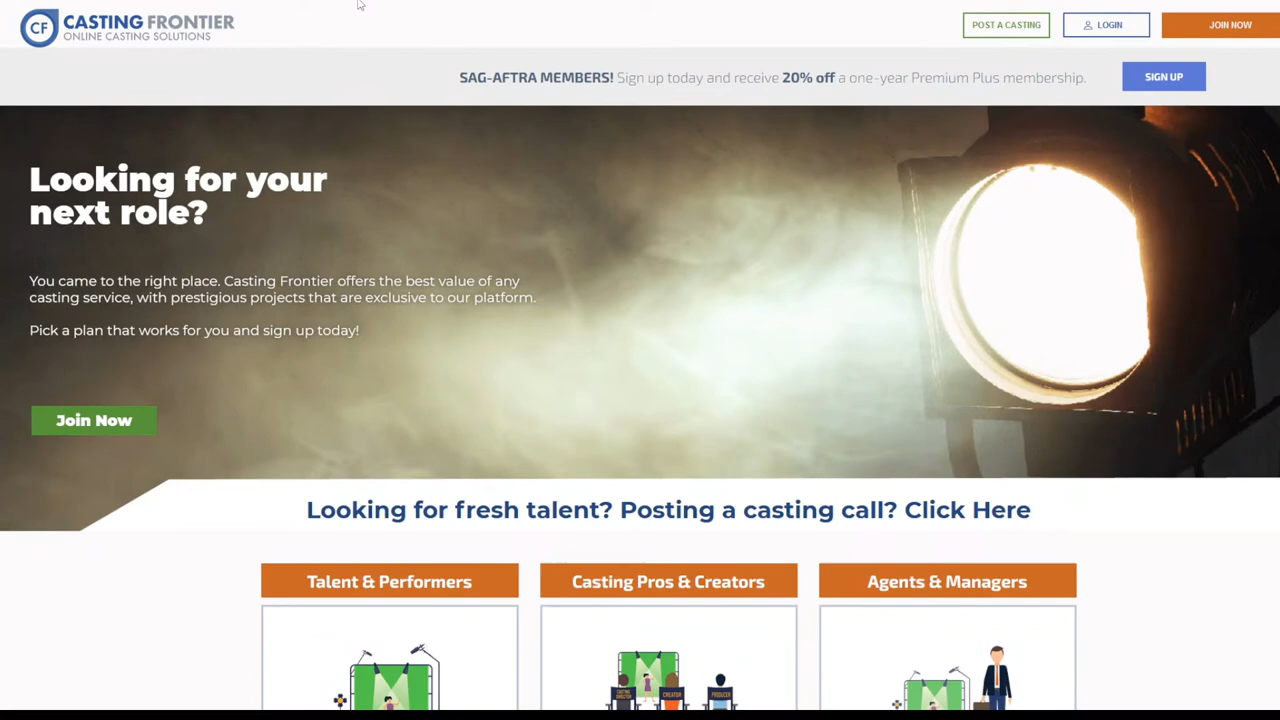 CF CASTING FRONTIER
ONLINE CASTING SOLUTIONS
POST A CASTING
LOGIN
JOIN NOW
SAG-AFTRA MEMBERS! Sign up today and receive 20% off a one-year Premium Plus membership.
SIGN UP
Looking for your
next role?
You came to the right place. Casting Frontier offers the best value of any
casting service, with prestigious projects that are exclusive to our platform.
Pick a plan that works for you and sign up today!
Join Now
Looking for fresh talent? Posting a casting call? Click Here
Talent & Performers
Casting Pros & Creators
Agents & Managers
CASTING
DIRECTOR
CREATOR
PRODUCER